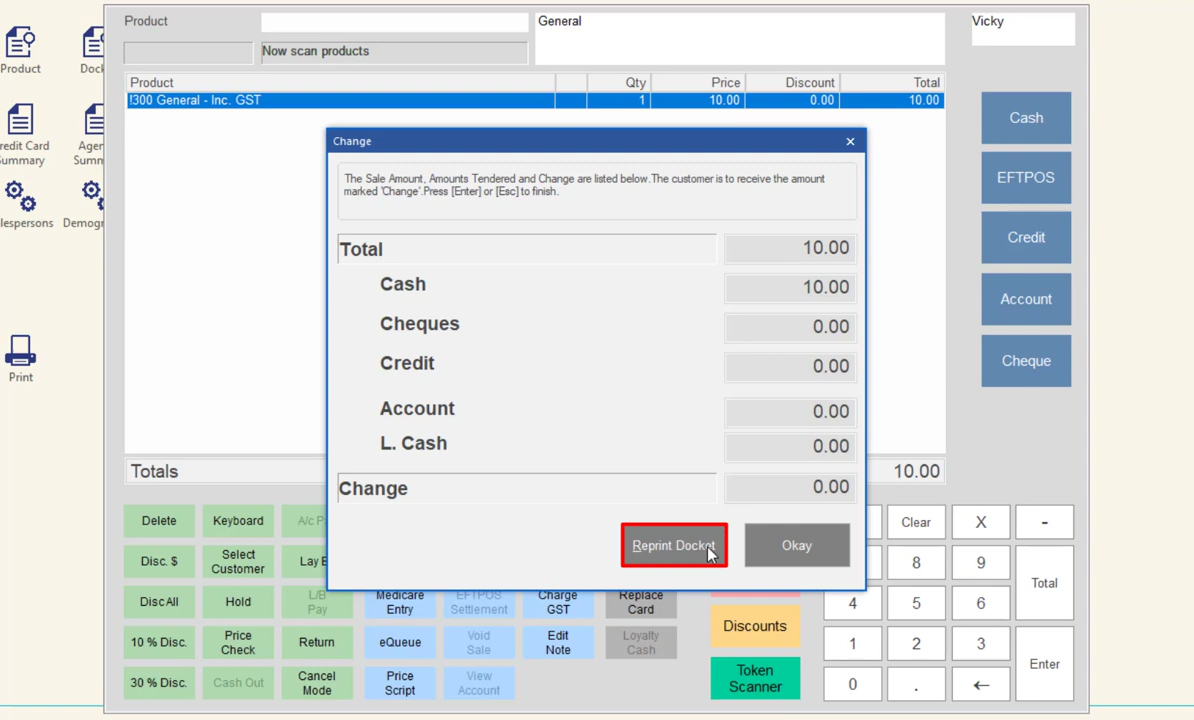 Product
General
Vicky
Now scan products
Product
Qty
Price
Discount
Total
I300 General - Inc. GST
1
10.00
0.00
10.00
Product
redit Card
ummary
lespersons
Print
Change
The Sale Amount, Amounts Tendered and Change are listed below.The customer is to receive the amount
marked 'Change'.Press [Enter] or [Esc] to finish.
Total
10.00
Cash
10.00
Cheques
0.00
Credit
0.00
Account
0.00
L. Cash
0.00
Change
0.00
Reprint Docket
Okay
Cash
EFTPOS
Credit
Account
Cheque
Totals
10.00
Delete
Keyboard
A/c P
Clear
X
-
Disc. $
Select
Customer
Lay B
8
9
Total
DiscAll
Hold
L/B
Pay
Medicare
Entry
EFTPOS
Settlement
Charge
GST
Replace
Card
4
5
6
10 % Disc.
Price
Check
Return
eQueue
Void
Sale
Edit
Note
Loyalty
Cash
Discounts
1
2
3
Enter
30 % Disc.
Cash Out
Cancel
Mode
Price
Script
View
Account
Token
Scanner
0
.
←